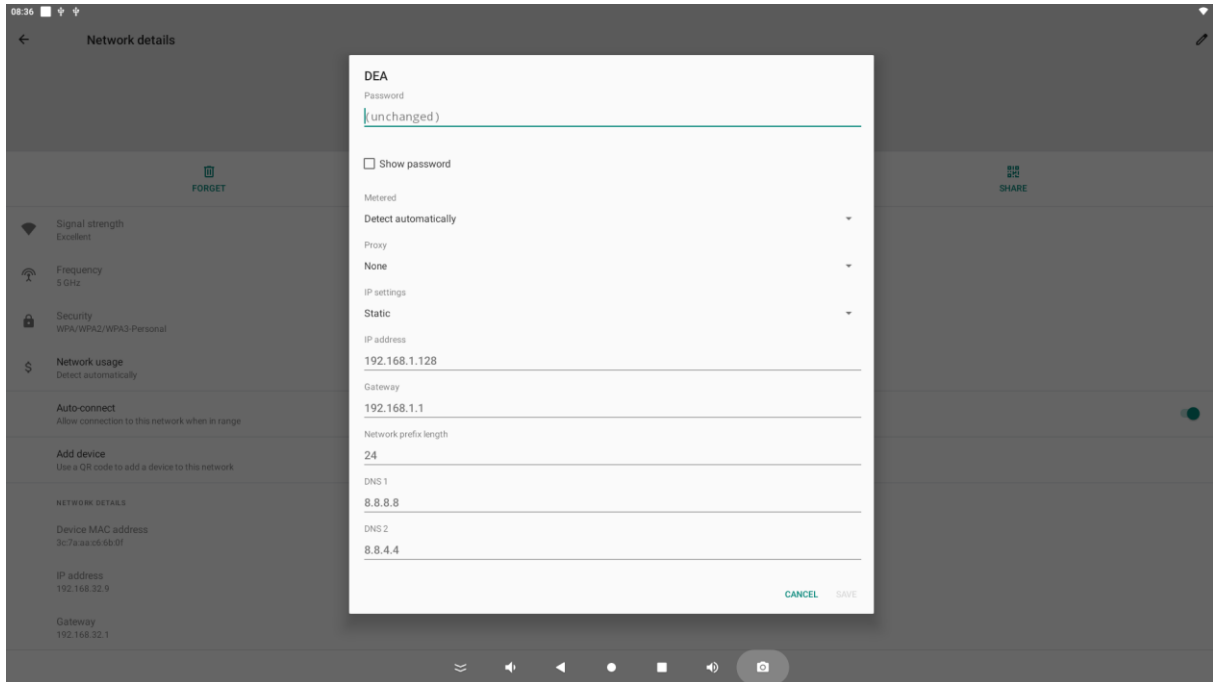 08:36
Network details
FORGET
SHARE
Signal strength
Excellent
Frequency
5 GHz
Security
WPA/WPA2/WPA3-Personal
Network usage
Detect automatically
Auto-connect
Allow connection to this network when in range
Add device
Use a QR code to add a device to this network
NETWORK DETAILS
Device MAC address
3c:7a:aa:c6:6b:0f
IP address
192.168.32.9
Gateway
192.168.32.1
DEA
Password
(unchanged)
Show password
Metered
Detect automatically
Proxy
None
IP settings
Static
IP address
192.168.1.128
Gateway
192.168.1.1
Network prefix length
24
DNS 1
8.8.8.8
DNS 2
8.8.4.4
CANCEL SAVE